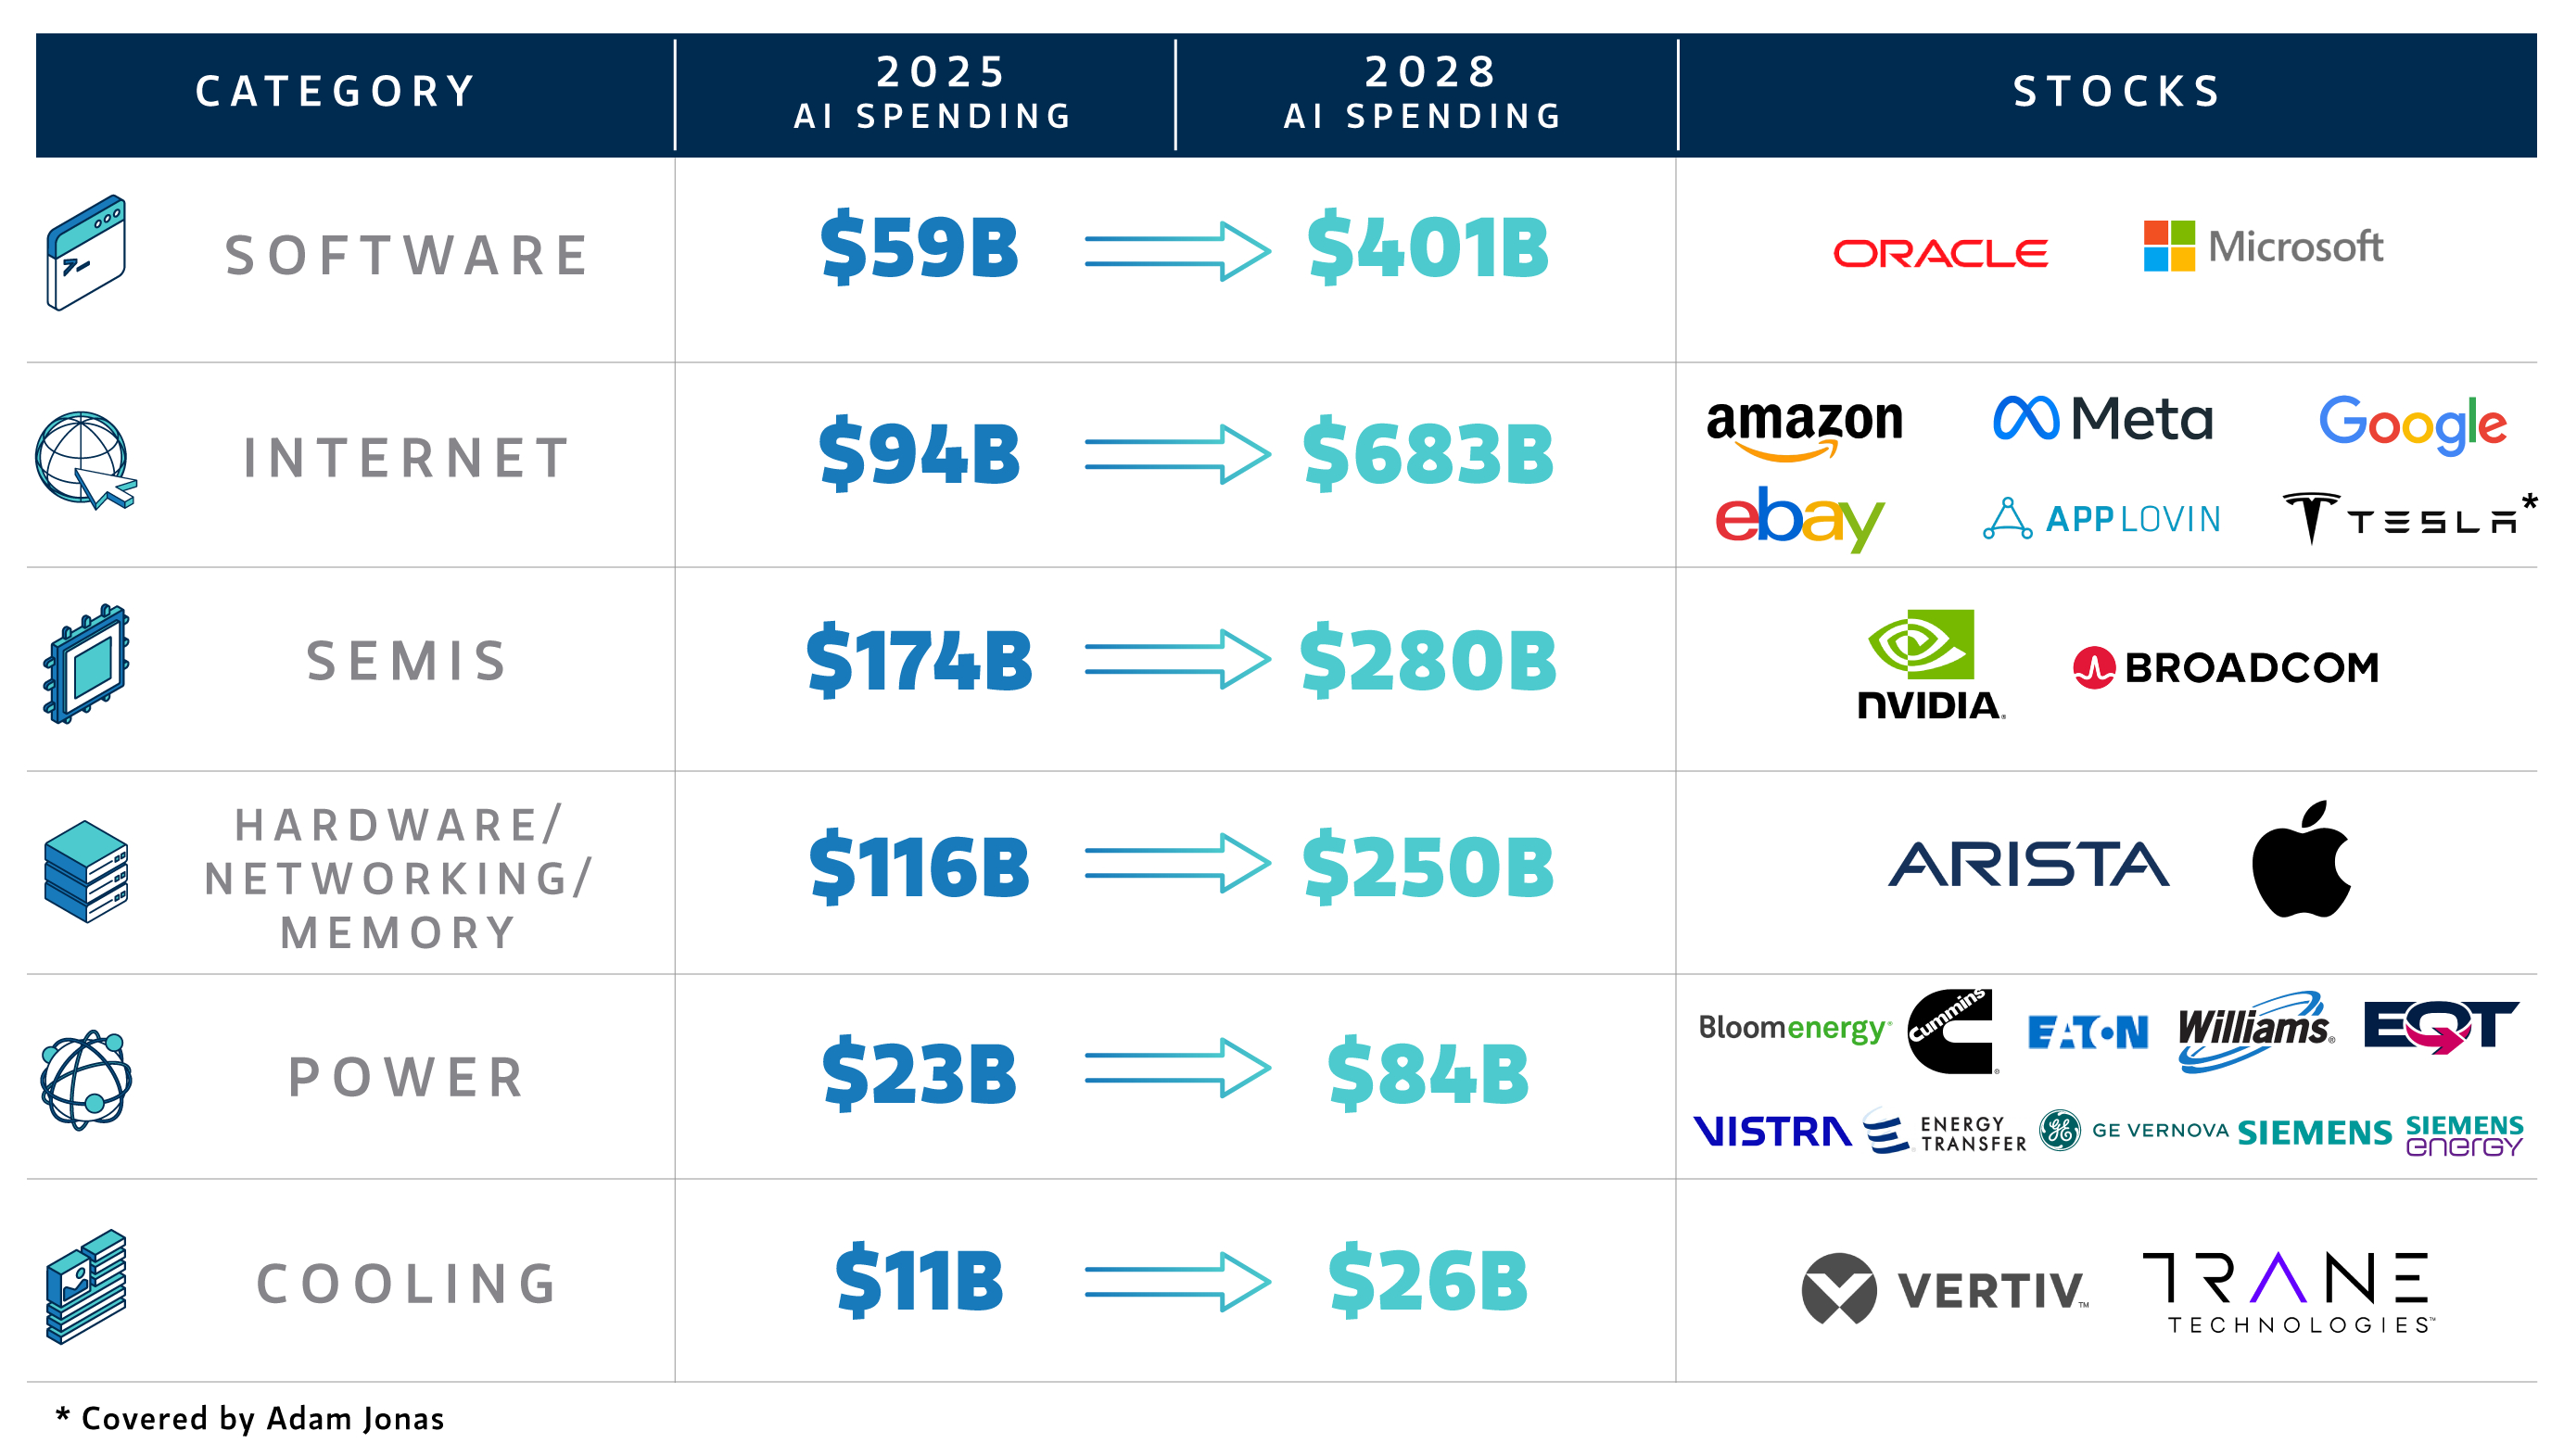 CATEGORY
2025
AI SPENDING
2028
AI SPENDING
STOCKS
SOFTWARE
$59B
$401B
ORACLE
Microsoft
INTERNET
$94B
$683B
amazon
Meta
Google
ebay
APPLOVIN
TESLA*
SEMIS
$174B
$280B
NVIDIA
BROADCOM
HARDWARE/
NETWORKING/
MEMORY
$116B
$250B
ARISTA
POWER
$23B
$84B
Bloomenergy
Cummins
EATON
Williams
EQT
VISTRA
ENERGY
TRANSFER
GE
GE VERNOVA
SIEMENS
SIEMENS
energy
COOLING
$11B
$26B
VERTIV™
TRANE
TECHNOLOGIES™
* Covered by Adam Jonas